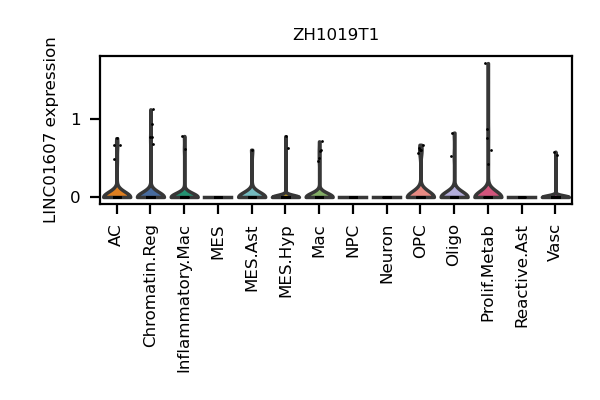 ZH1019T1
LINC01607 expression
1
0
AC
Chromatin.Reg
Inflammatory.Mac
MES
MES.Ast
MES.Hyp
Mac
NPC
Neuron
OPC
Oligo
Prolif.Metab
Reactive.Ast
Vasc